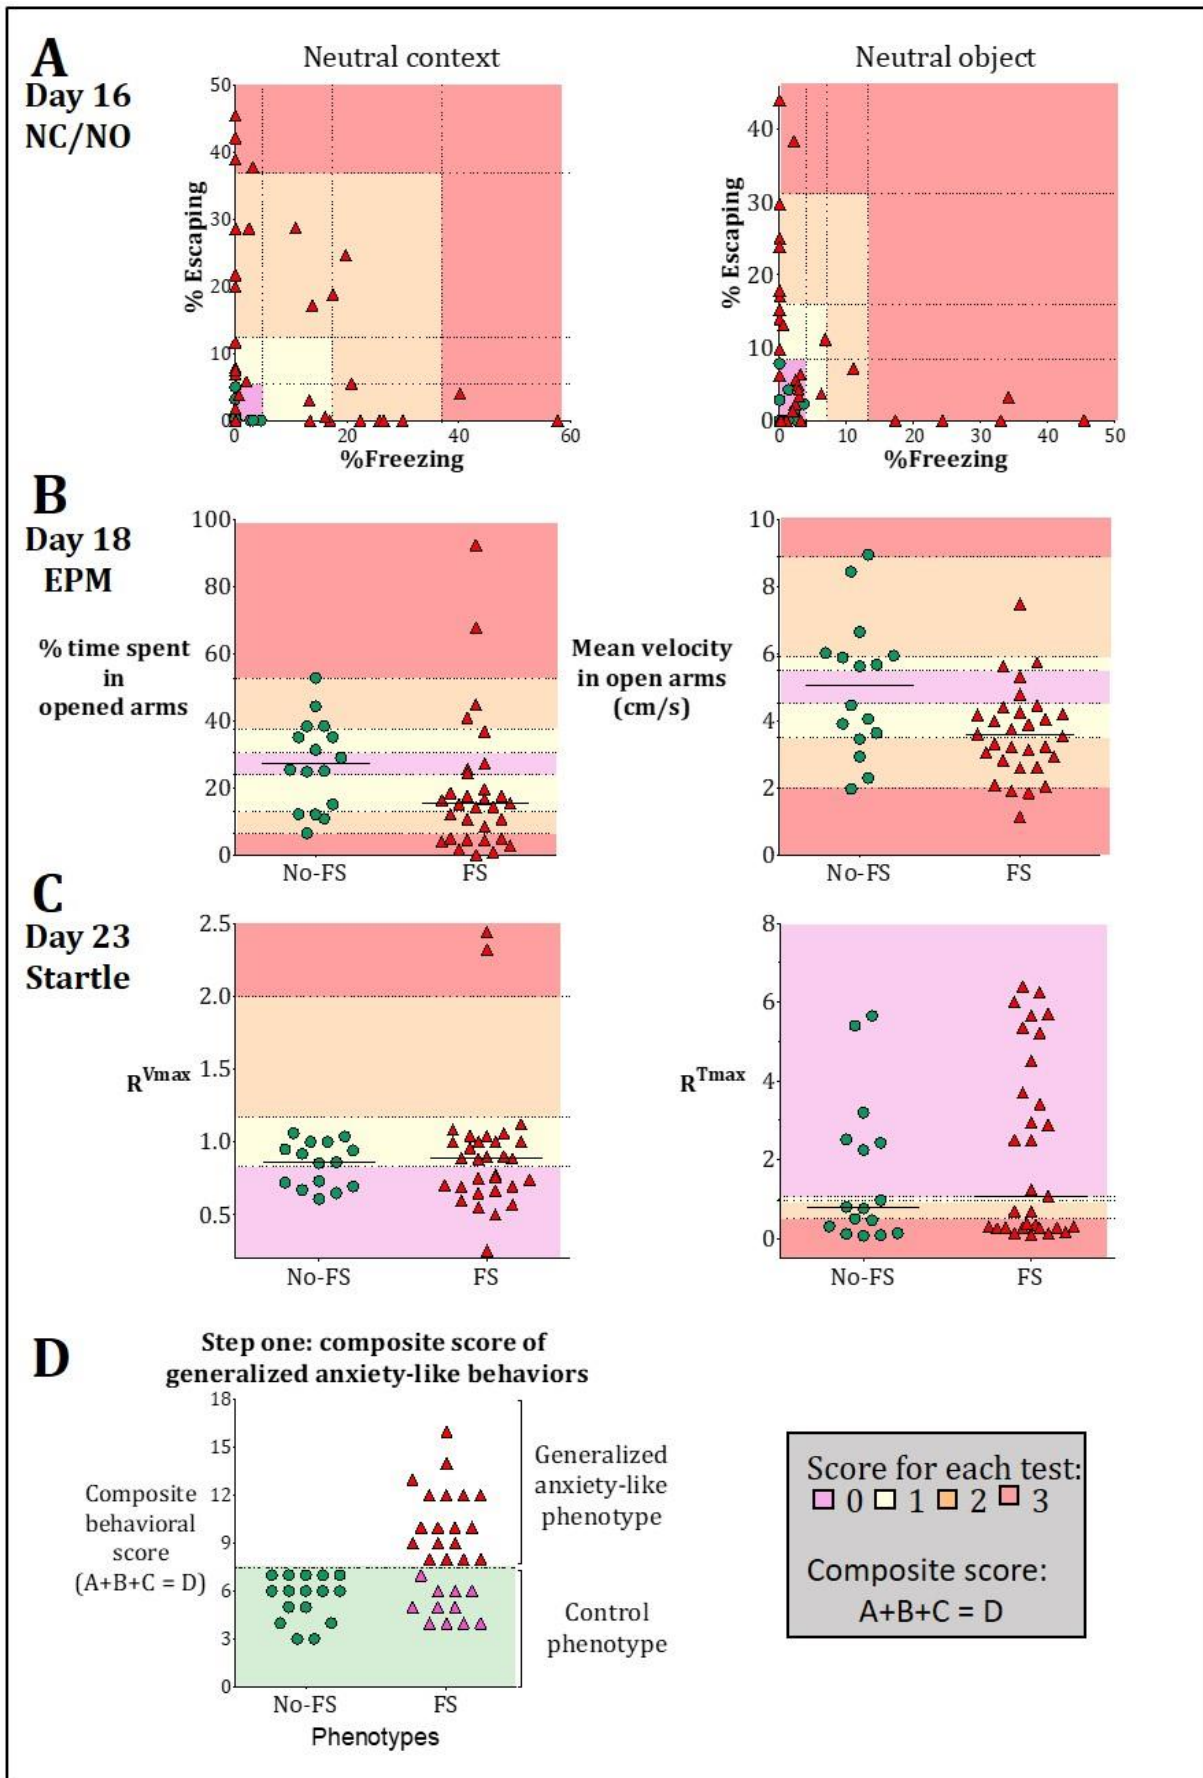 A
Day 16
NC/NO
Neutral context
50
40
30
20
10
0
% Escaping
0 20 40 60
%Freezing
Neutral object
40
30
20
10
0
% Escaping
0 10 20 30 40 50
%Freezing
B
Day 18
EPM
% time spent
in
opened arms
100
80
60
40
20
0
No-FS FS
Mean velocity
in open arms
(cm/s)
10
8
6
4
2
0
No-FS FS
C
Day 23
Startle
R^Vmax
2.5
2.0
1.5
1.0
0.5
No-FS FS
R^Tmax
8
6
4
2
0
No-FS FS
D
Step one: composite score of
generalized anxiety-like behaviors
Composite
behavioral
score
(A+B+C = D)
18
15
12
9
6
3
0
No-FS FS
Phenotypes
Generalized
anxiety-like
phenotype
Control
phenotype
Score for each test:
0 1 2 3
Composite score:
A+B+C = D